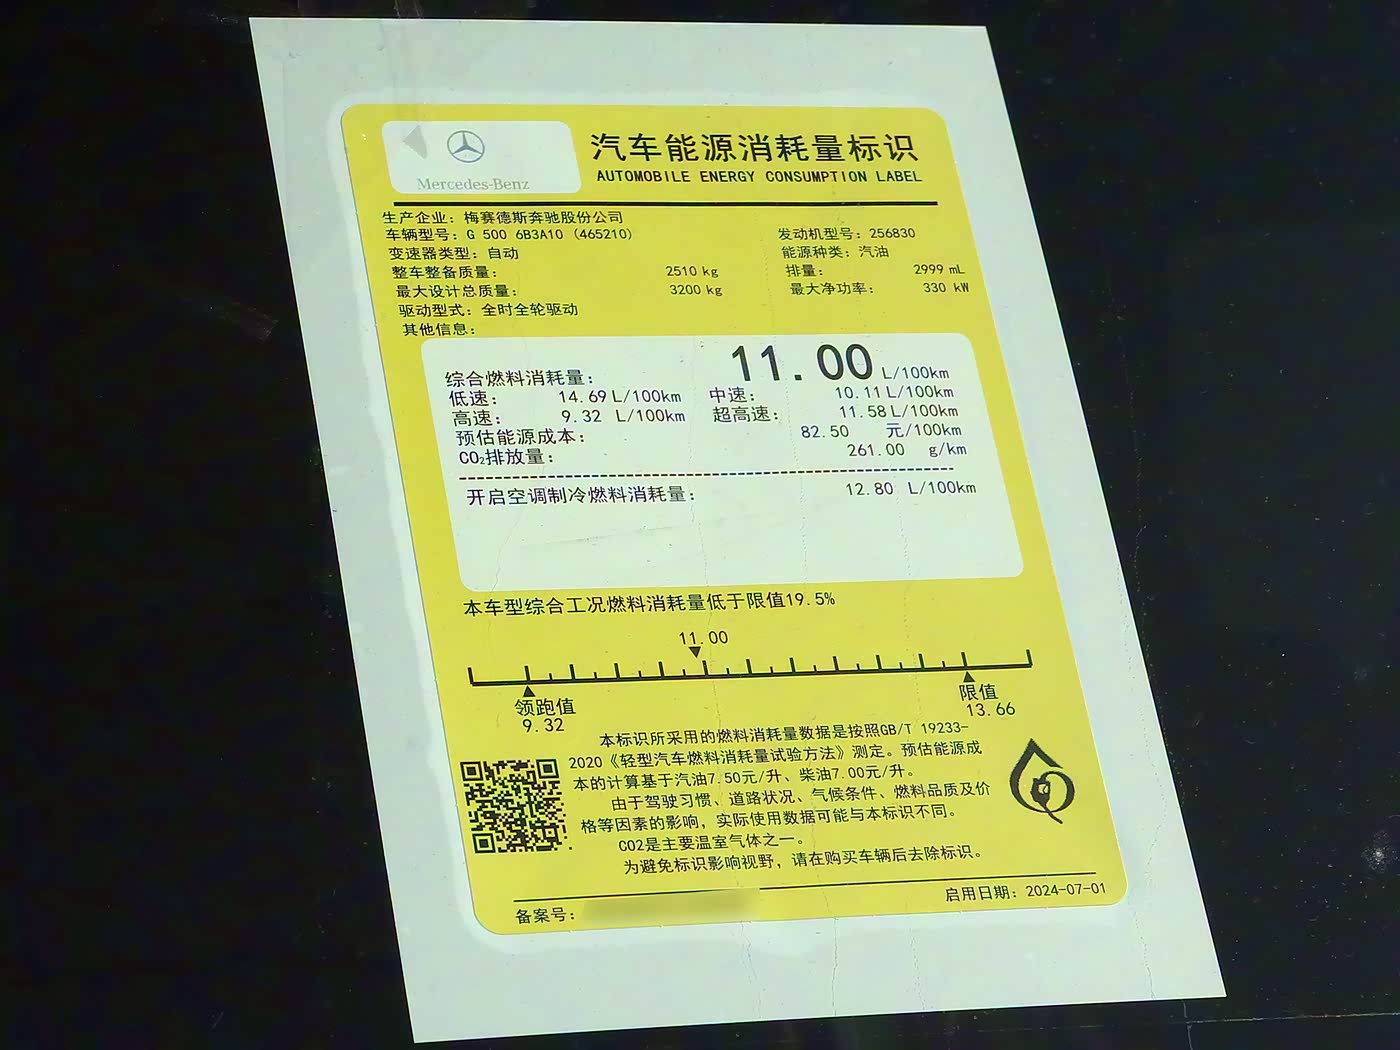 Mercedes-Benz
汽车能源消耗量标识
AUTOMOBILE ENERGY CONSUMPTION LABEL
生产企业：梅赛德斯奔驰股份公司
车辆型号：G 500 6B3A10 (465210) 发动机型号：256830
变速器类型：自动 能源种类：汽油
整车整备质量： 2510 kg 排量： 2999 mL
最大设计总质量： 3200 kg 最大净功率： 330 kW
驱动型式：全时全轮驱动
其他信息：
综合燃料消耗量： 11.00 L/100km
低速： 14.69 L/100km 中速： 10.11 L/100km
高速： 9.32 L/100km 超高速： 11.58 L/100km
预估能源成本： 82.50 元/100km
CO₂排放量： 261.00 g/km
开启空调制冷燃料消耗量： 12.80 L/100km
本车型综合工况燃料消耗量低于限值19.5%
11.00
领跑值 限值
9.32 13.66
本标识所采用的燃料消耗量数据是按照GB/T 19233-
2020《轻型汽车燃料消耗量试验方法》测定。预估能源成
本的计算基于汽油7.50元/升、柴油7.00元/升。
由于驾驶习惯、道路状况、气候条件、燃料品质及价
格等因素的影响，实际使用数据可能与本标识不同。
CO2是主要温室气体之一。
为避免标识影响视野，请在购买车辆后去除标识。
备案号： 启用日期：2024-07-01